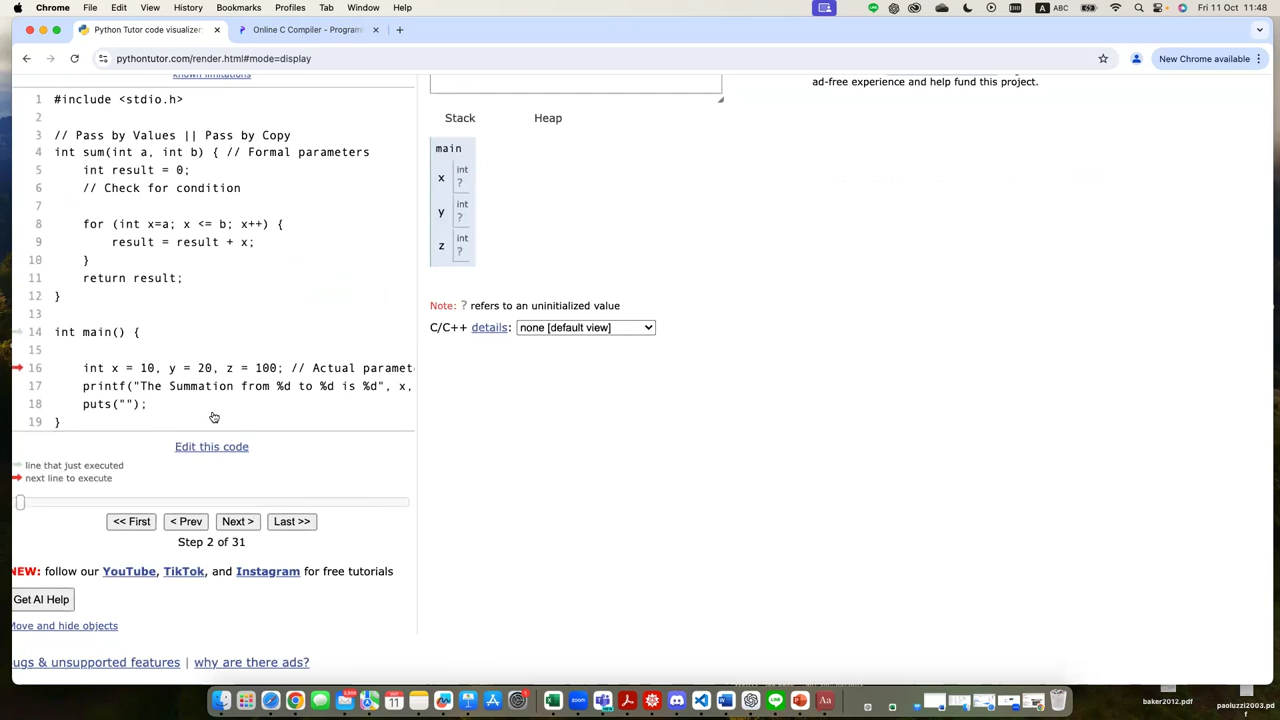 Chrome File Edit View History Bookmarks Profiles Tab Window Help ABC Fri 11 Oct 11:48
Python Tutor code visualizer Online C Compiler - Program
pythontutor.com/render.html#mode=display New Chrome available
known limitations
ad-free experience and help fund this project.
1 #include <stdio.h>
2
3 // Pass by Values || Pass by Copy
4 int sum(int a, int b) { // Formal parameters
5 int result = 0;
6 // Check for condition
7
8 for (int x=a; x <= b; x++) {
9 result = result + x;
10 }
11 return result;
12 }
13
14 int main() {
15
16 int x = 10, y = 20, z = 100; // Actual paramet
17 printf("The Summation from %d to %d is %d", x,
18 puts("");
19 }
Edit this code
line that just executed
next line to execute
<< First < Prev Next > Last >>
Step 2 of 31
NEW: follow our YouTube, TikTok, and Instagram for free tutorials
Get AI Help
Move and hide objects
ugs & unsupported features | why are there ads?
Stack Heap
main
x int ?
y int ?
z int ?
Note: ? refers to an uninitialized value
C/C++ details: none [default view]
baker2012.pdf
paoluzzi2003.pd
f